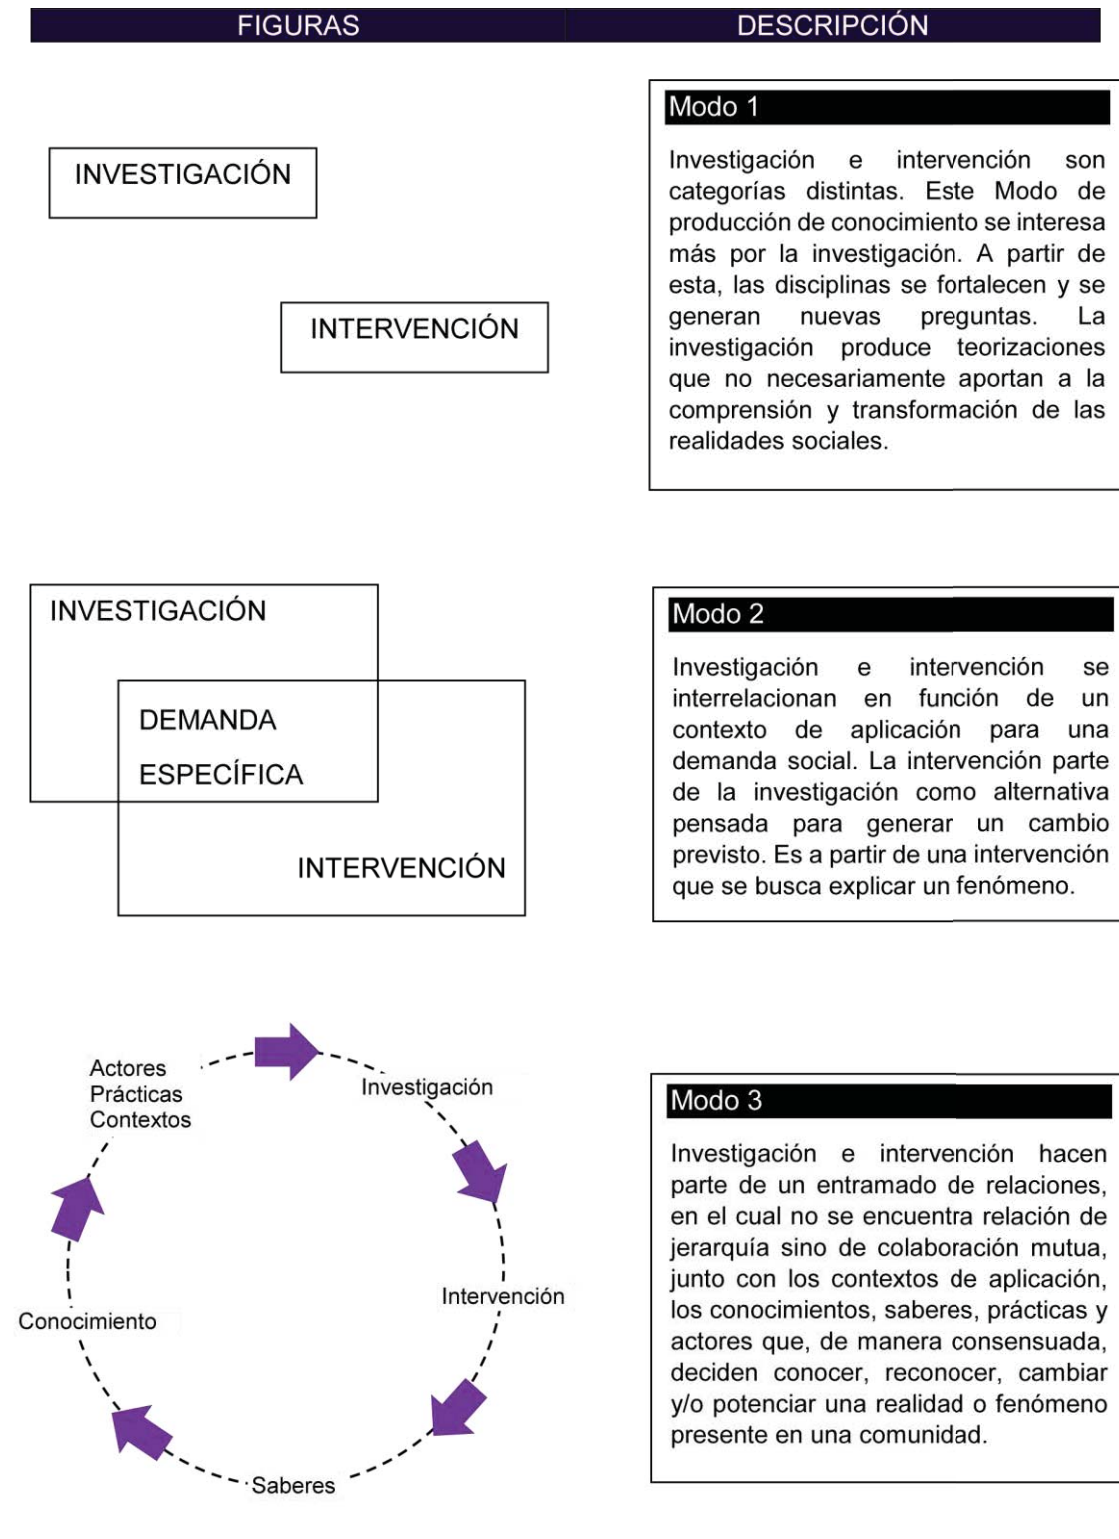 FIGURAS
DESCRIPCIÓN
INVESTIGACIÓN
INTERVENCIÓN
Modo 1
Investigación e intervención son
categorías distintas. Este Modo de
producción de conocimiento se interesa
más por la investigación. A partir de
esta, las disciplinas se fortalecen y se
generan nuevas preguntas. La
investigación produce teorizaciones
que no necesariamente aportan a la
comprensión y transformación de las
realidades sociales.
INVESTIGACIÓN
DEMANDA
ESPECÍFICA
INTERVENCIÓN
Modo 2
Investigación e intervención se
interrelacionan en función de un
contexto de aplicación para una
demanda social. La intervención parte
de la investigación como alternativa
pensada para generar un cambio
previsto. Es a partir de una intervención
que se busca explicar un fenómeno.
Actores
Prácticas
Contextos
Investigación
Intervención
Saberes
Conocimiento
Modo 3
Investigación e intervención hacen
parte de un entramado de relaciones,
en el cual no se encuentra relación de
jerarquía sino de colaboración mutua,
junto con los contextos de aplicación,
los conocimientos, saberes, prácticas y
actores que, de manera consensuada,
deciden conocer, reconocer, cambiar
y/o potenciar una realidad o fenómeno
presente en una comunidad.